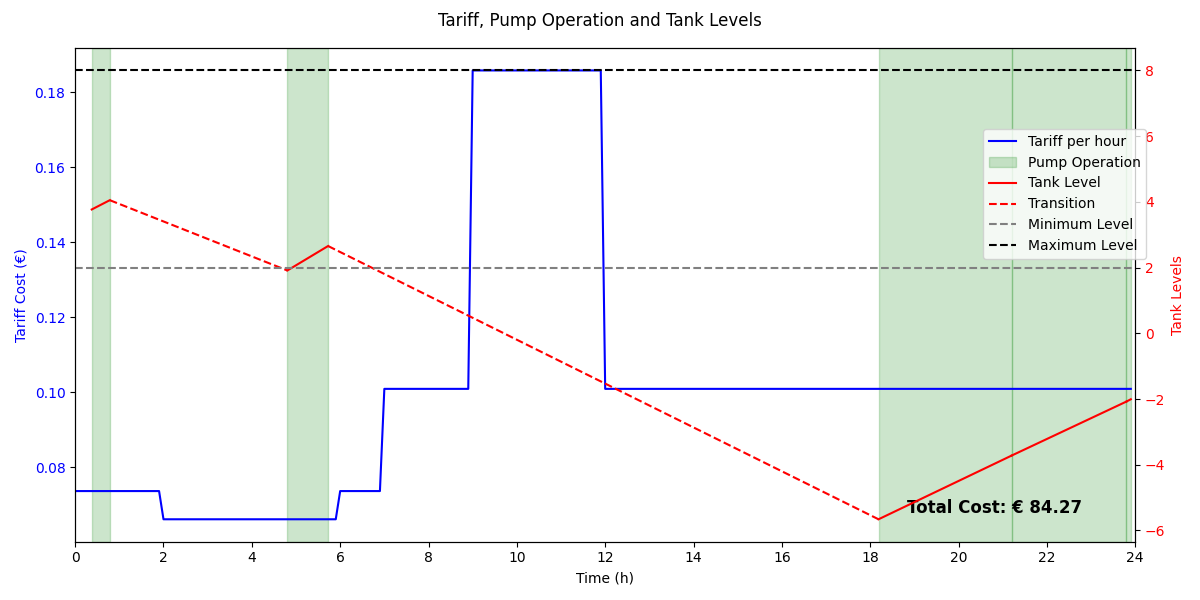 Tariff, Pump Operation and Tank Levels
Tariff Cost (€)
0.18
0.16
0.14
0.12
0.10
0.08
8
6
4
2
0
−2
−4
−6
Tank Levels
Tariff per hour
Pump Operation
Tank Level
Transition
Minimum Level
Maximum Level
Total Cost: € 84.27
0 2 4 6 8 10 12 14 16 18 20 22 24
Time (h)